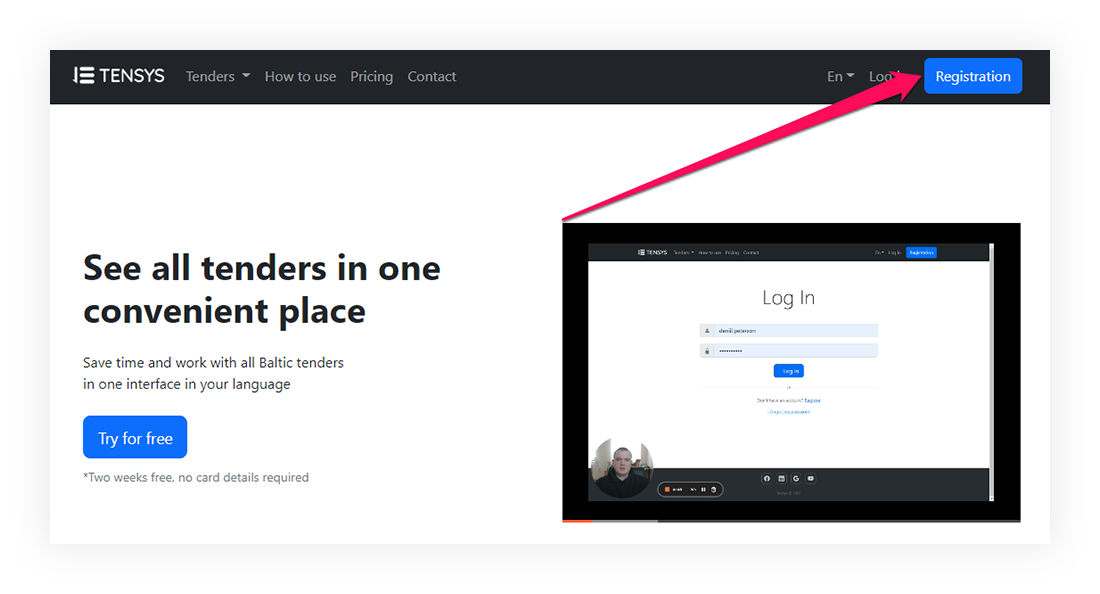 TENSYS Tenders How to use Pricing Contact En Registration
See all tenders in one
convenient place
Save time and work with all Baltic tenders
in one interface in your language
Try for free
*Two weeks free, no card details required
TENSYS Tenders How to use Pricing Contact En Log in Registration
Log In
Log in
or
Don't have an account? Register
I forgot my password